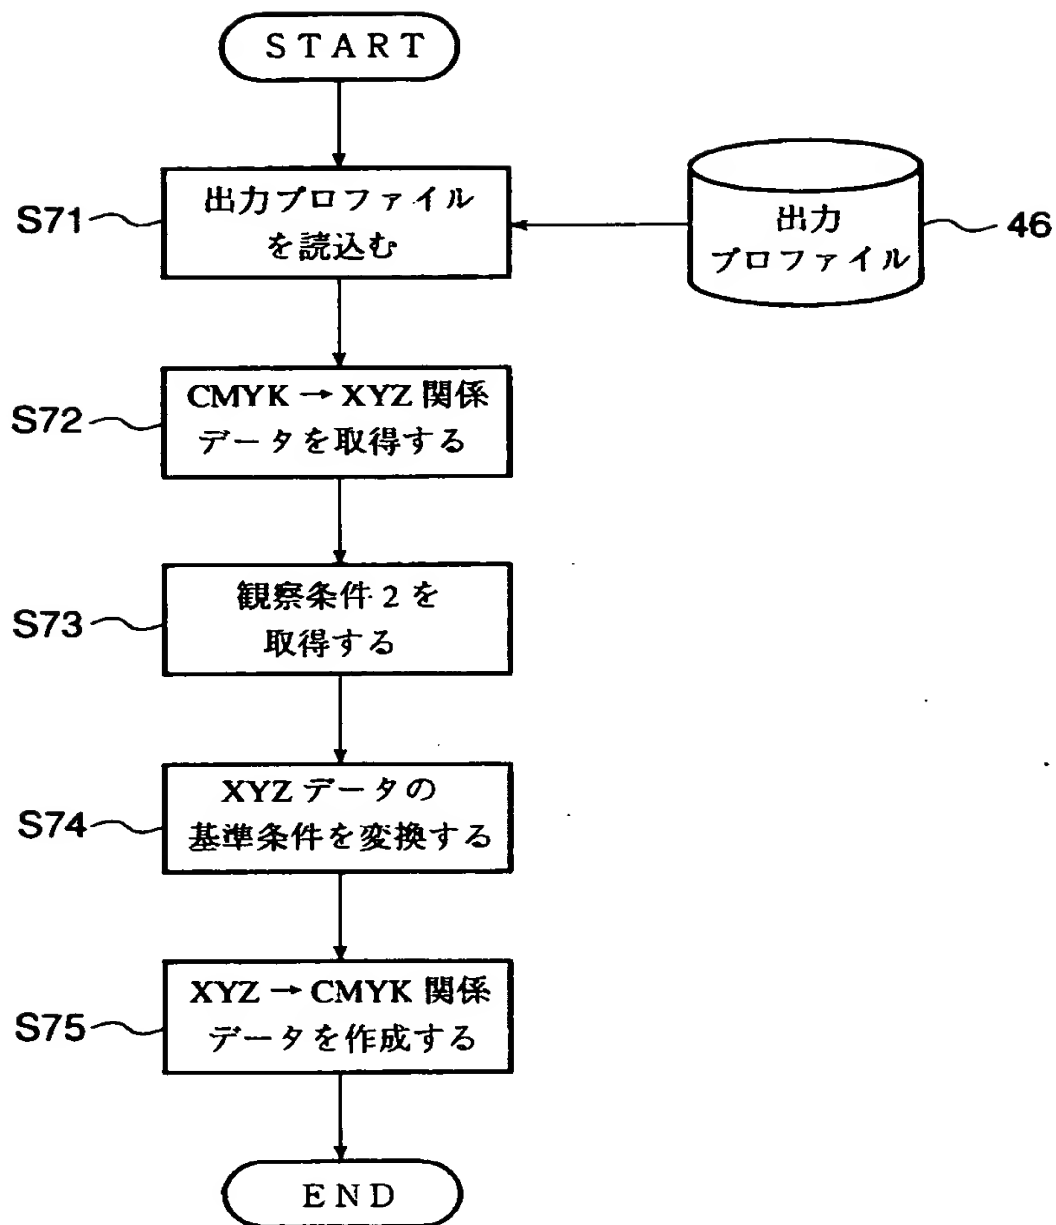 START
S71
出力プロファイル
を読込む
出力
プロファイル
46
S72
CMYK → XYZ 関係
データを取得する
S73
観察条件 2 を
取得する
S74
XYZ データの
基準条件を変換する
S75
XYZ → CMYK 関係
データを作成する
END